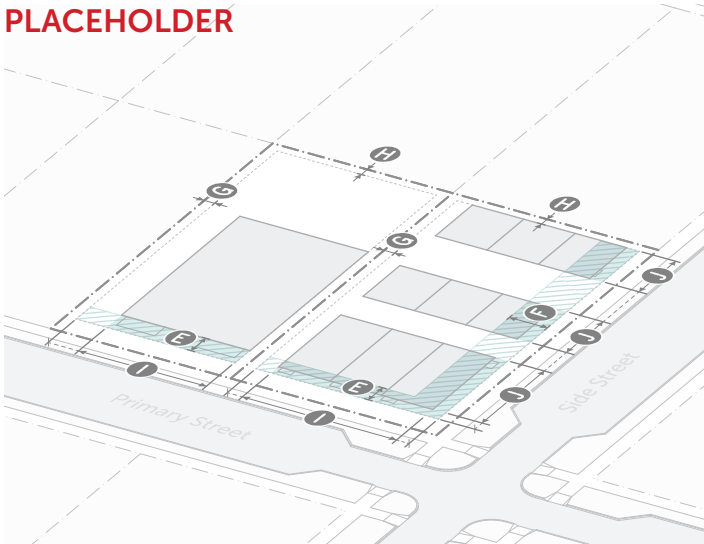 PLACEHOLDER
H
G
H
G
J
F
E
J
I
E
J
I
Primary Street
Side Street